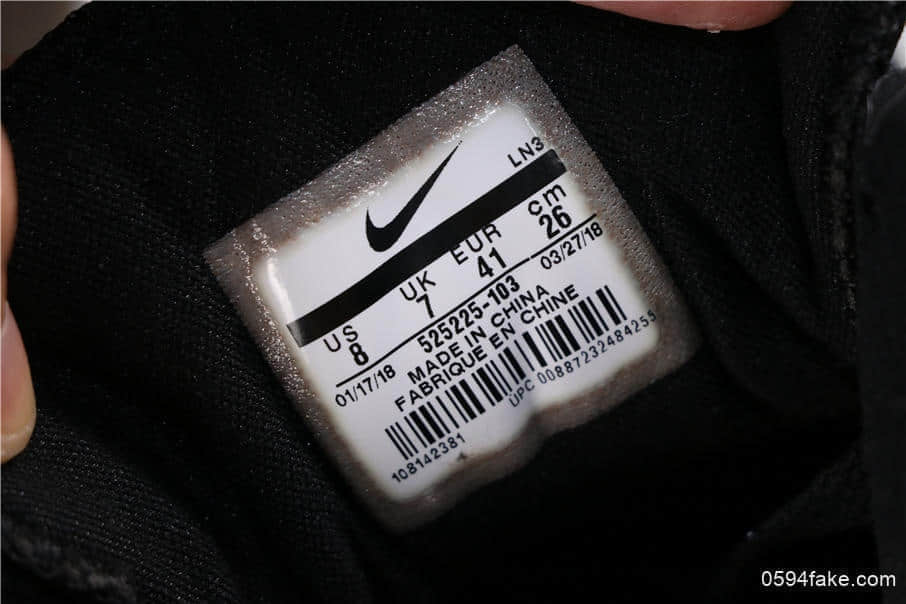 LN3
US UK EUR cm
8 7 41 26
01/17/18 525225-103 03/27/18
MADE IN CHINA
FABRIQUE EN CHINE
UPC 00887232484255
108142381
0594fake.com